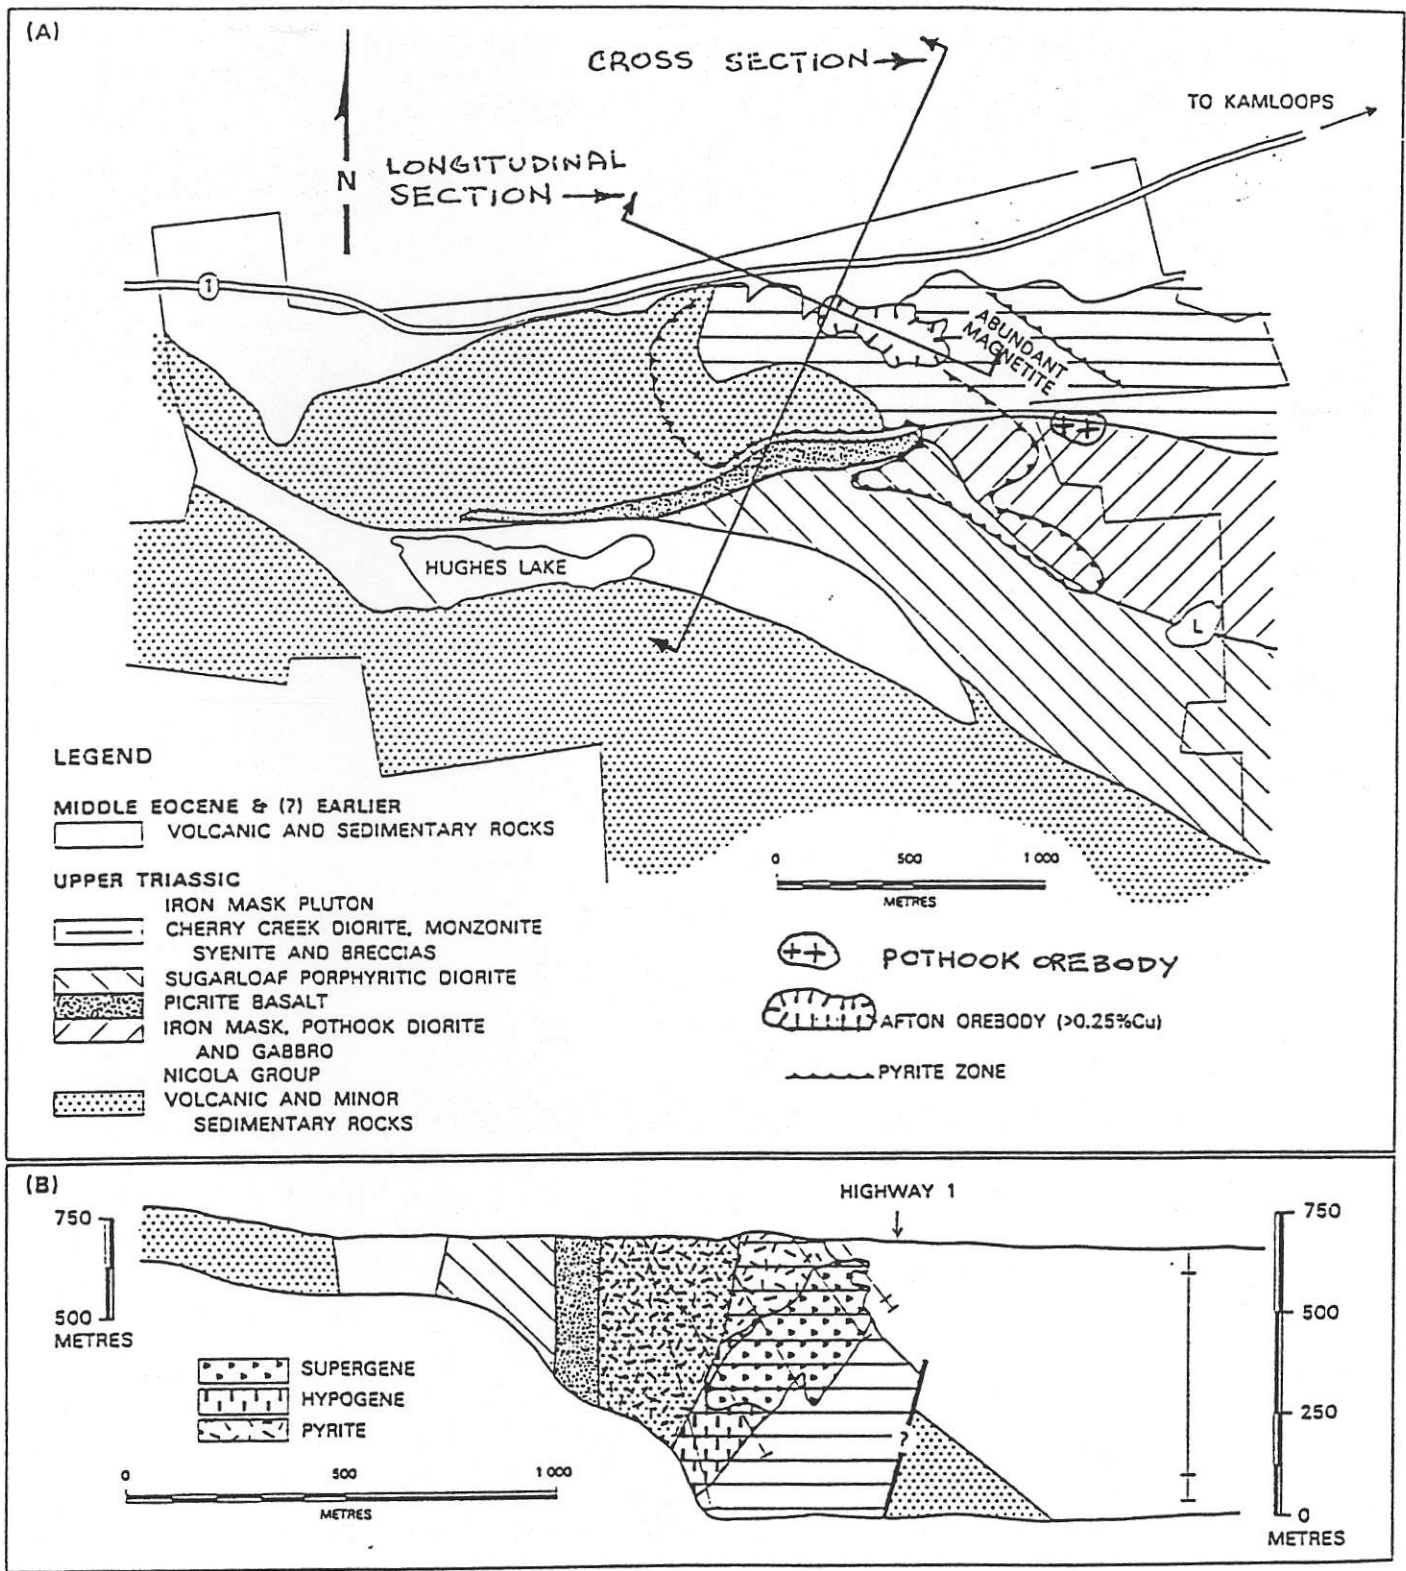 (A)
CROSS SECTION
TO KAMLOOPS
N
LONGITUDINAL
SECTION
1
ABUNDANT
MAGNETITE
HUGHES LAKE
L
LEGEND
MIDDLE EOCENE & (?) EARLIER
VOLCANIC AND SEDIMENTARY ROCKS
UPPER TRIASSIC
IRON MASK PLUTON
CHERRY CREEK DIORITE, MONZONITE
SYENITE AND BRECCIAS
SUGARLOAF PORPHYRITIC DIORITE
PICRITE BASALT
IRON MASK, POTHOOK DIORITE
AND GABBRO
NICOLA GROUP
VOLCANIC AND MINOR
SEDIMENTARY ROCKS
0 500 1 000
METRES
POTHOOK OREBODY
AFTON OREBODY (>0.25%Cu)
PYRITE ZONE
(B)
HIGHWAY 1
750
500
METRES
750
500
250
0
METRES
?
SUPERGENE
HYPOGENE
PYRITE
0 500 1 000
METRES